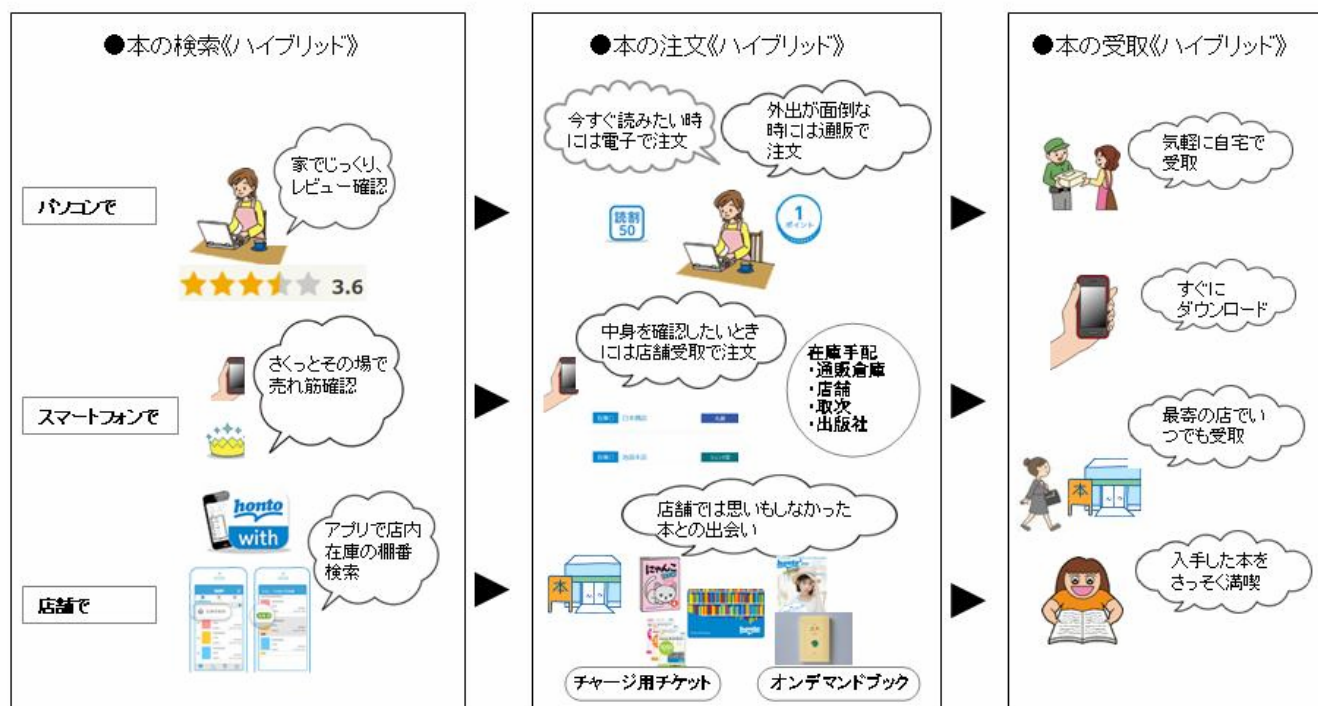 ●本の検索《ハイブリッド》
パソコンで
家でじっくり、
レビュー確認
3.6
スマートフォンで
さくっとその場で
売れ筋確認
店舗で
honto
with
アプリで店内
在庫の棚番
検索
●本の注文《ハイブリッド》
今すぐ読みたい時
には電子で注文
外出が面倒な
時には通販で
注文
読割
50
1
ポイント
中身を確認したいとき
には店舗受取で注文
在庫手配
・通販倉庫
・店舗
・取次
・出版社
店舗では思いもしなかった
本との出会い
本
にゃんこ
honto
honto
チャージ用チケット
オンデマンドブック
●本の受取《ハイブリッド》
気軽に自宅で
受取
すぐに
ダウンロード
最寄の店でい
つでも受取
本
入手した本を
さっそく満喫